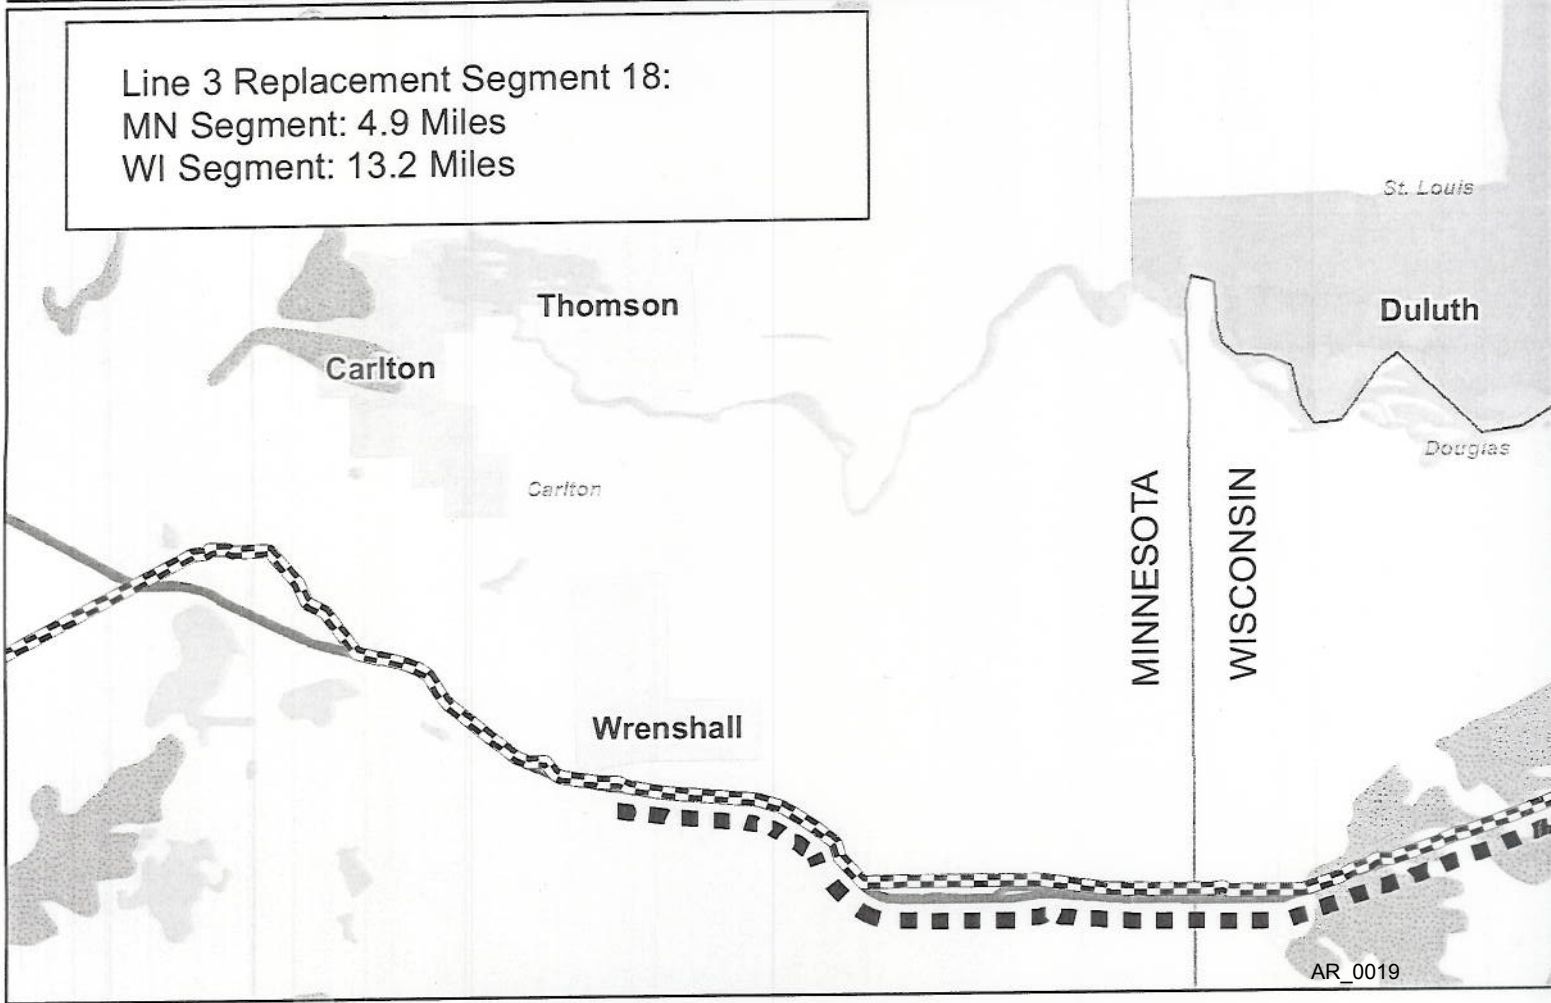 Line 3 Replacement Segment 18:
MN Segment: 4.9 Miles
WI Segment: 13.2 Miles
St. Louis
Thomson
Duluth
Carlton
Douglas
Carlton
MINNESOTA
WISCONSIN
Wrenshall
AR_0019